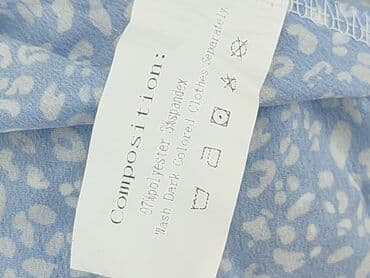 Composition:
97%polyester 3%spandex
Wash Dark Colored Clothes Separately